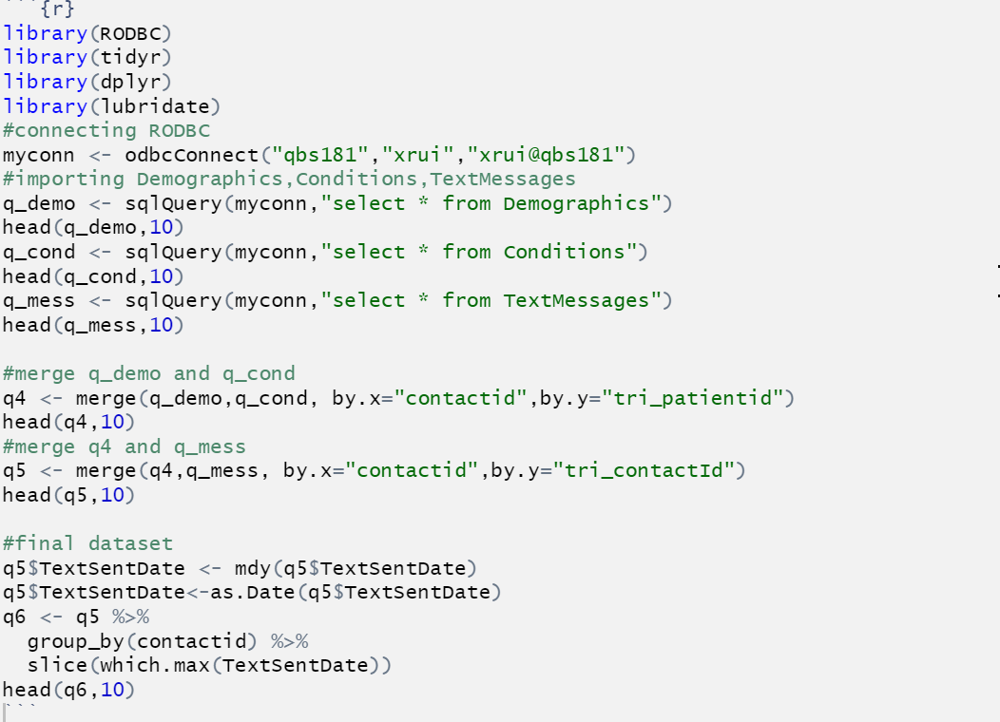 ```{r}
library(RODBC)
library(tidyr)
library(dplyr)
library(lubridate)
#connecting RODBC
myconn <- odbcConnect("qbs181","xrui","xrui@qbs181")
#importing Demographics,Conditions,TextMessages
q_demo <- sqlQuery(myconn,"select * from Demographics")
head(q_demo,10)
q_cond <- sqlQuery(myconn,"select * from Conditions")
head(q_cond,10)
q_mess <- sqlQuery(myconn,"select * from TextMessages")
head(q_mess,10)

#merge q_demo and q_cond
q4 <- merge(q_demo,q_cond, by.x="contactid",by.y="tri_patientid")
head(q4,10)
#merge q4 and q_mess
q5 <- merge(q4,q_mess, by.x="contactid",by.y="tri_contactId")
head(q5,10)

#final dataset
q5$TextSentDate <- mdy(q5$TextSentDate)
q5$TextSentDate<-as.Date(q5$TextSentDate)
q6 <- q5 %>%
  group_by(contactid) %>%
  slice(which.max(TextSentDate))
head(q6,10)
```